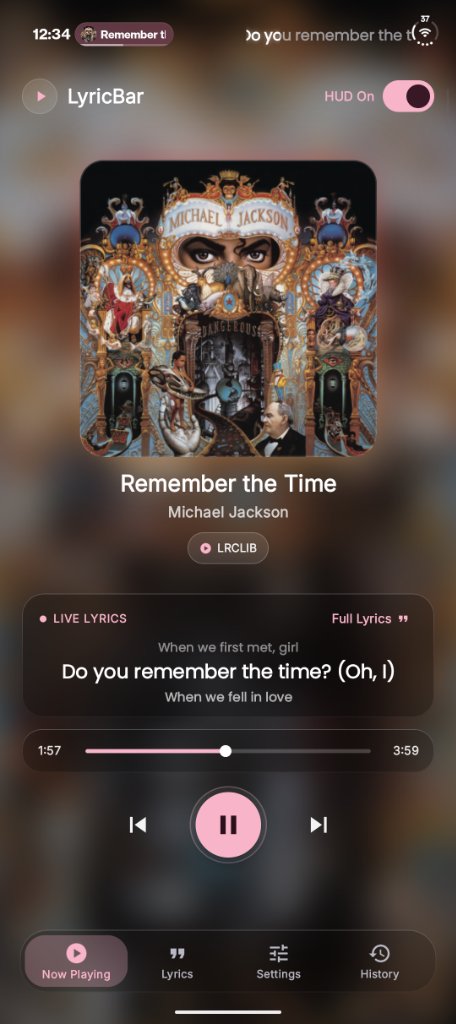 12:34
Remember t
Do you remember the t
37
LyricBar
HUD On
MICHAEL JACKSON
DANGEROUS
Remember the Time
Michael Jackson
LRCLIB
LIVE LYRICS
Full Lyrics
When we first met, girl
Do you remember the time? (Oh, I)
When we fell in love
1:57
3:59
Now Playing
Lyrics
Settings
History